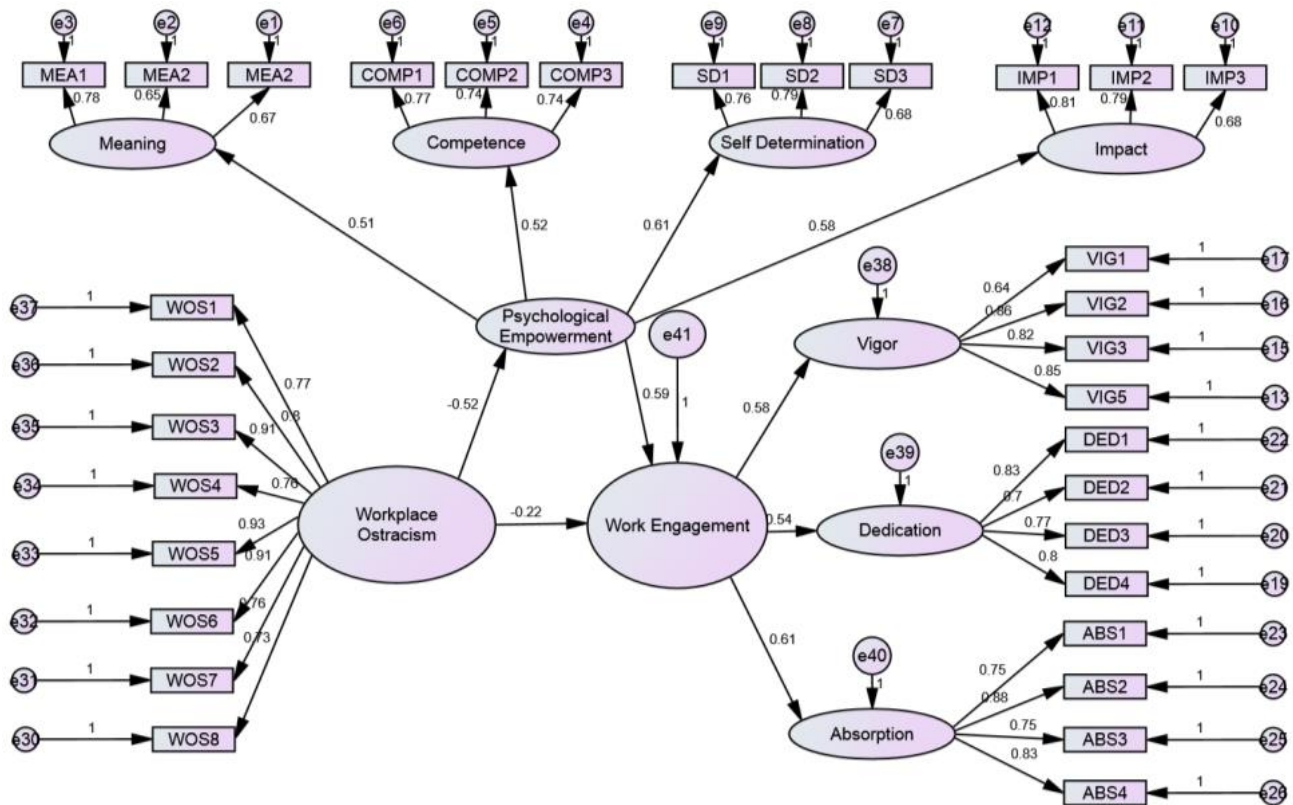 e3 e2 e1 e6 e5 e4 e9 e8 e7 e12 e11 e10
1 1 1 1 1 1 1 1 1 1 1 1
MEA1 MEA2 MEA2 COMP1 COMP2 COMP3 SD1 SD2 SD3 IMP1 IMP2 IMP3
0.78 0.65 0.67 0.77 0.74 0.74 0.76 0.79 0.68 0.81 0.79 0.68
Meaning Competence Self Determination Impact
0.51 0.52 0.61 0.58
Psychological
Empowerment
e41
1
0.59
-0.52
-0.22
Workplace
Ostracism
Work Engagement
e37 1 WOS1 0.77
e36 1 WOS2 0.8
e35 1 WOS3 0.91
e34 1 WOS4 0.76
e33 1 WOS5 0.93
e32 1 WOS6 0.91
e31 1 WOS7 0.76
e30 1 WOS8 0.73
e38
1
0.58
Vigor
0.64 VIG1 1 e17
0.86 VIG2 1 e16
0.82 VIG3 1 e15
0.85 VIG5 1 e13
e39
1
0.54
Dedication
0.83 DED1 1 e22
0.7 DED2 1 e21
0.77 DED3 1 e20
0.8 DED4 1 e19
e40
1
0.61
Absorption
0.75 ABS1 1 e23
0.88 ABS2 1 e24
0.75 ABS3 1 e25
0.83 ABS4 1 e26